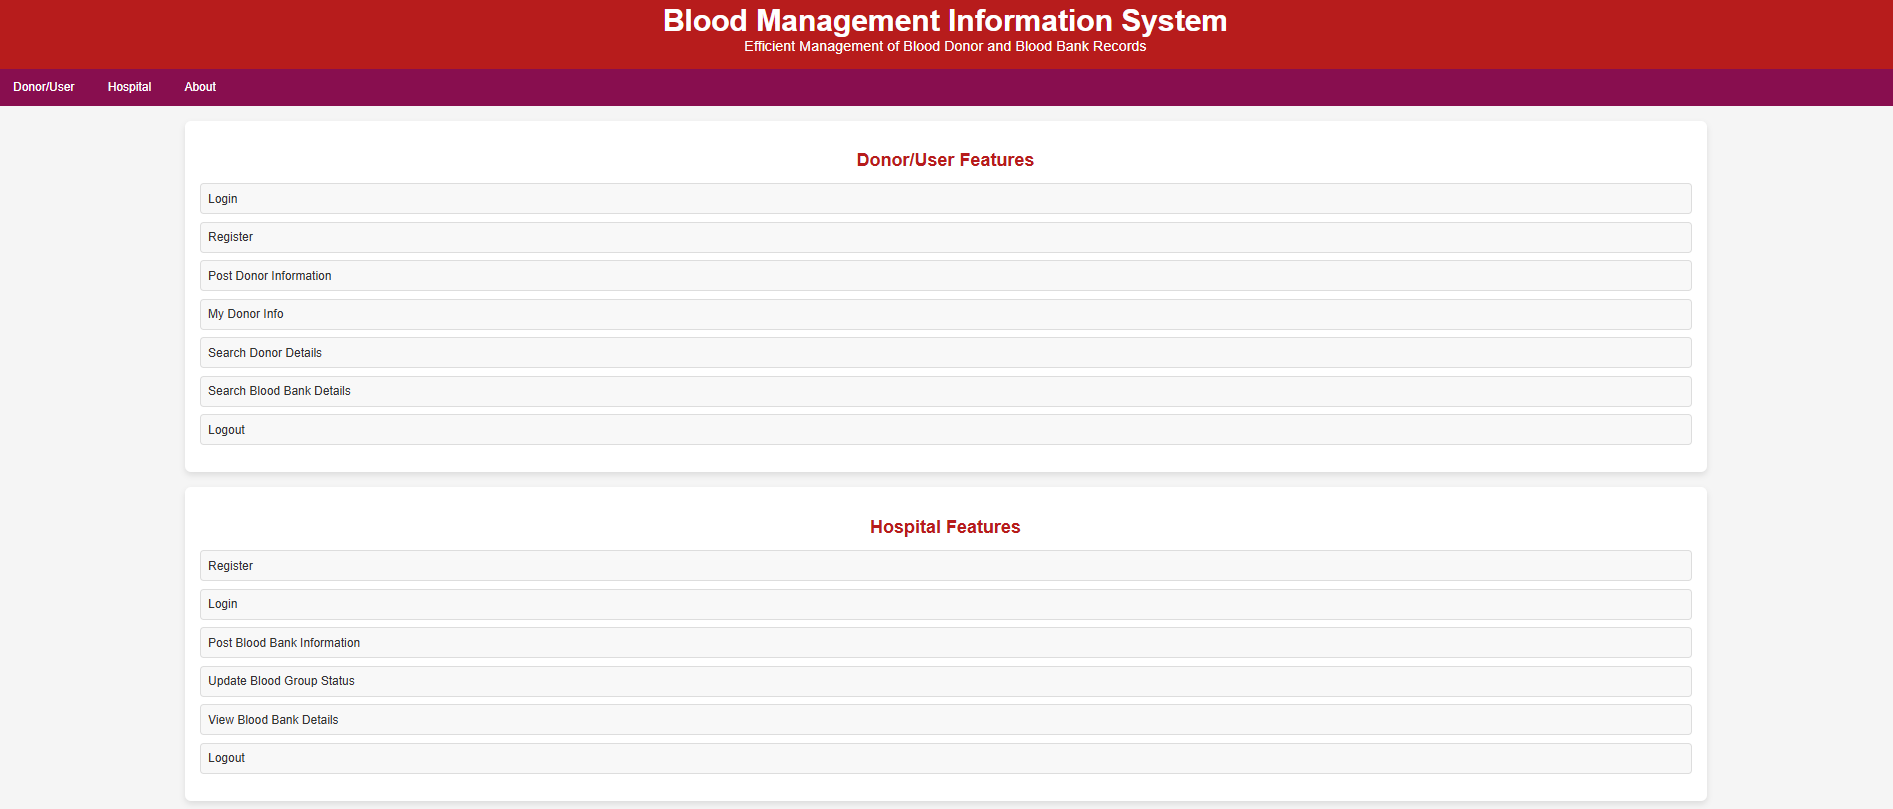 Blood Management Information System
Efficient Management of Blood Donor and Blood Bank Records
Donor/User Hospital About
Donor/User Features
Login
Register
Post Donor Information
My Donor Info
Search Donor Details
Search Blood Bank Details
Logout
Hospital Features
Register
Login
Post Blood Bank Information
Update Blood Group Status
View Blood Bank Details
Logout